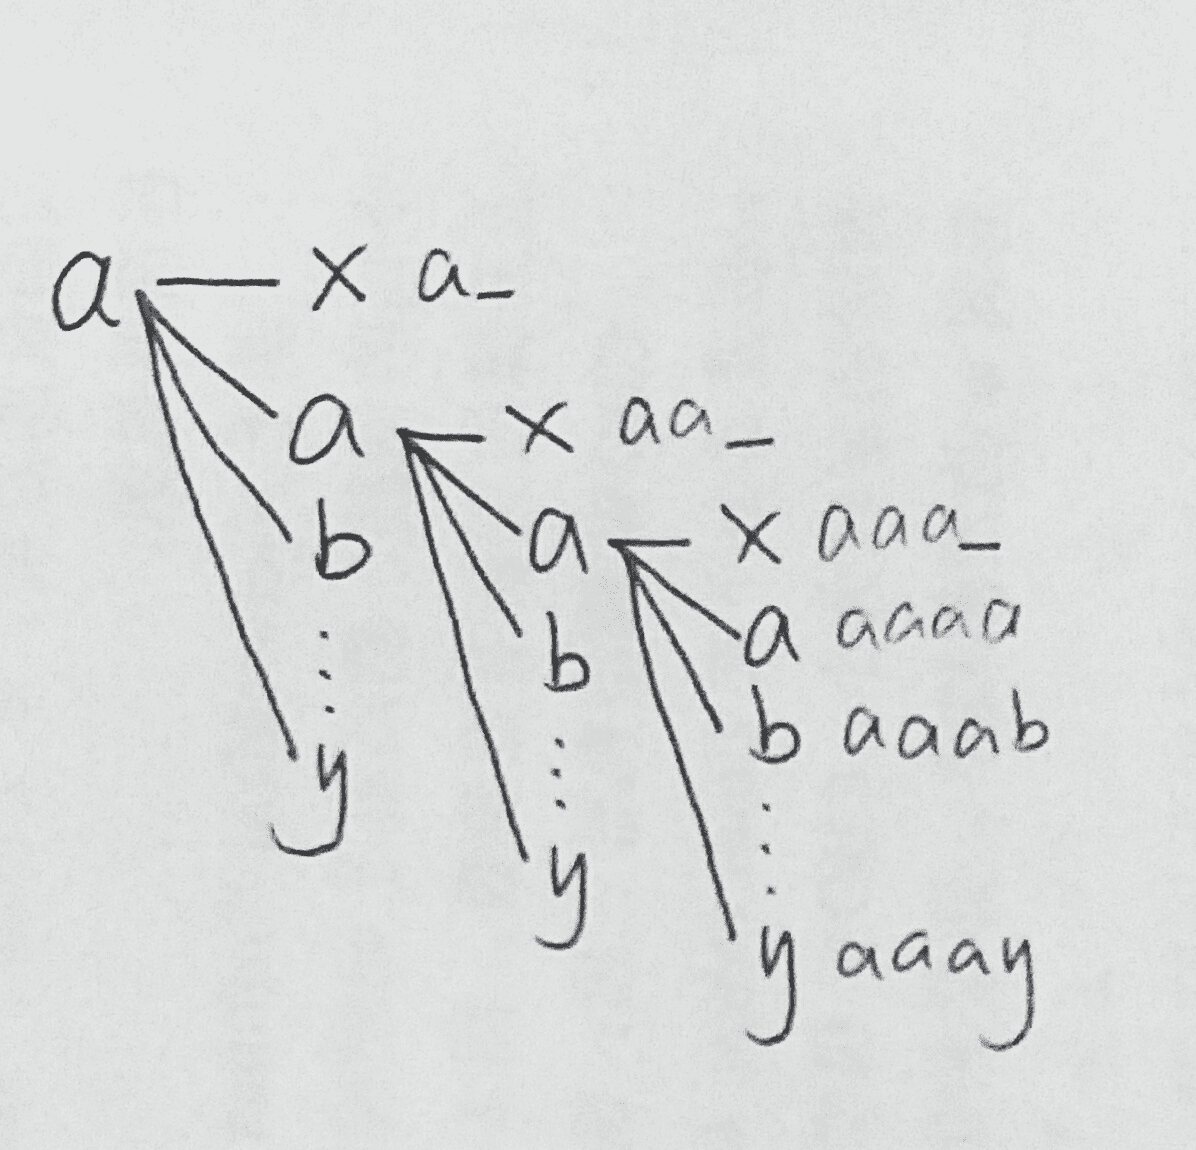 a × a_
a × aa_
b a × aaa_
b a aaaa
b aaab
y
y
y aaay